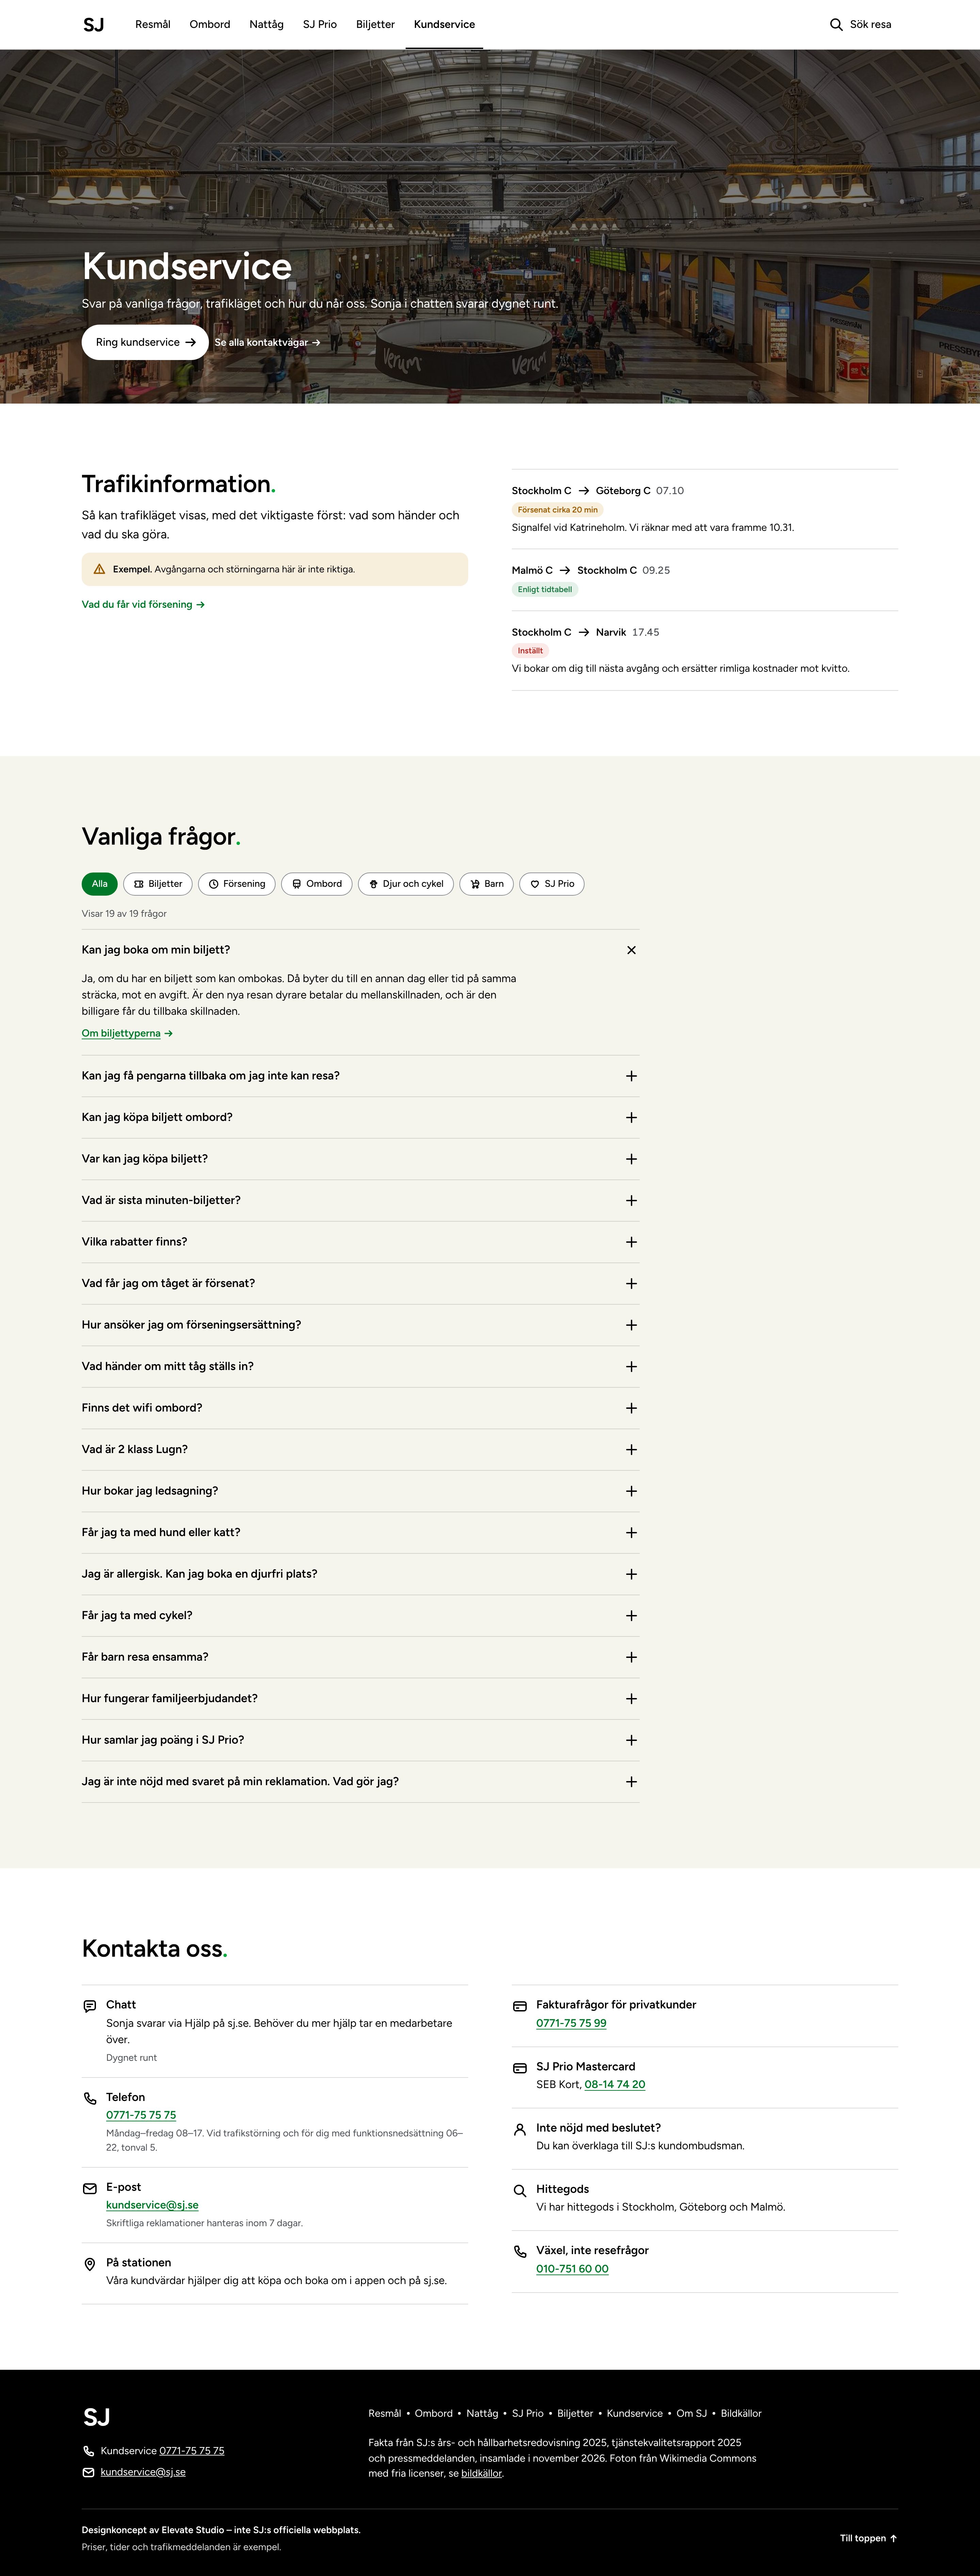 SJ
Resmål
Ombord
Nattåg
SJ Prio
Biljetter
Kundservice
Sök resa
Kundservice
Svar på vanliga frågor, trafikläget och hur du når oss. Sonja i chatten svarar dygnet runt.
Ring kundservice →
Se alla kontaktvägar →
Verum
Verum
PRESSBYRÅN
Trafikinformation.
Så kan trafikläget visas, med det viktigaste först: vad som händer och
vad du ska göra.
Exempel. Avgångarna och störningarna här är inte riktiga.
Vad du får vid försening →
Stockholm C → Göteborg C 07.10
Försenat cirka 20 min
Signalfel vid Katrineholm. Vi räknar med att vara framme 10.31.
Malmö C → Stockholm C 09.25
Enligt tidtabell
Stockholm C → Narvik 17.45
Inställt
Vi bokar om dig till nästa avgång och ersätter rimliga kostnader mot kvitto.
Vanliga frågor.
Alla
Biljetter
Försening
Ombord
Djur och cykel
Barn
SJ Prio
Visar 19 av 19 frågor
Kan jag boka om min biljett?
Ja, om du har en biljett som kan ombokas. Då byter du till en annan dag eller tid på samma
sträcka, mot en avgift. Är den nya resan dyrare betalar du mellanskillnaden, och är den
billigare får du tillbaka skillnaden.
Om biljettyperna →
Kan jag få pengarna tillbaka om jag inte kan resa?
Kan jag köpa biljett ombord?
Var kan jag köpa biljett?
Vad är sista minuten-biljetter?
Vilka rabatter finns?
Vad får jag om tåget är försenat?
Hur ansöker jag om förseningsersättning?
Vad händer om mitt tåg ställs in?
Finns det wifi ombord?
Vad är 2 klass Lugn?
Hur bokar jag ledsagning?
Får jag ta med hund eller katt?
Jag är allergisk. Kan jag boka en djurfri plats?
Får jag ta med cykel?
Får barn resa ensamma?
Hur fungerar familjeerbjudandet?
Hur samlar jag poäng i SJ Prio?
Jag är inte nöjd med svaret på min reklamation. Vad gör jag?
Kontakta oss.
Chatt
Sonja svarar via Hjälp på sj.se. Behöver du mer hjälp tar en medarbetare
över.
Dygnet runt
Telefon
0771-75 75 75
Måndag–fredag 08–17. Vid trafikstörning och för dig med funktionsnedsättning 06–
22, tonval 5.
E-post
kundservice@sj.se
Skriftliga reklamationer hanteras inom 7 dagar.
På stationen
Våra kundvärdar hjälper dig att köpa och boka om i appen och på sj.se.
Fakturafrågor för privatkunder
0771-75 75 99
SJ Prio Mastercard
SEB Kort, 08-14 74 20
Inte nöjd med beslutet?
Du kan överklaga till SJ:s kundombudsman.
Hittegods
Vi har hittegods i Stockholm, Göteborg och Malmö.
Växel, inte resefrågor
010-751 60 00
SJ
Kundservice 0771-75 75 75
kundservice@sj.se
Resmål • Ombord • Nattåg • SJ Prio • Biljetter • Kundservice • Om SJ • Bildkällor
Fakta från SJ:s års- och hållbarhetsredovisning 2025, tjänstekvalitetsrapport 2025
och pressmeddelanden, insamlade i november 2026. Foton från Wikimedia Commons
med fria licenser, se bildkällor.
Designkoncept av Elevate Studio – inte SJ:s officiella webbplats.
Priser, tider och trafikmeddelanden är exempel.
Till toppen ↑